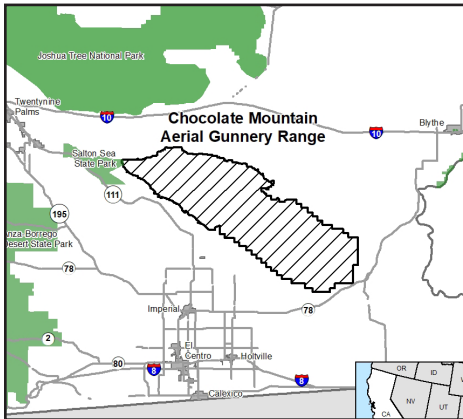 Joshua Tree National Park
Twentynine
Palms
10
Chocolate Mountain
Aerial Gunnery Range
10
Blythe
Salton Sea
State Park
111
195
Anza-Borrego
Desert State Park
78
Imperial
78
2
El
Centro
Holtville
80
8
8
Calexico
OR
ID
NV
UT
CA